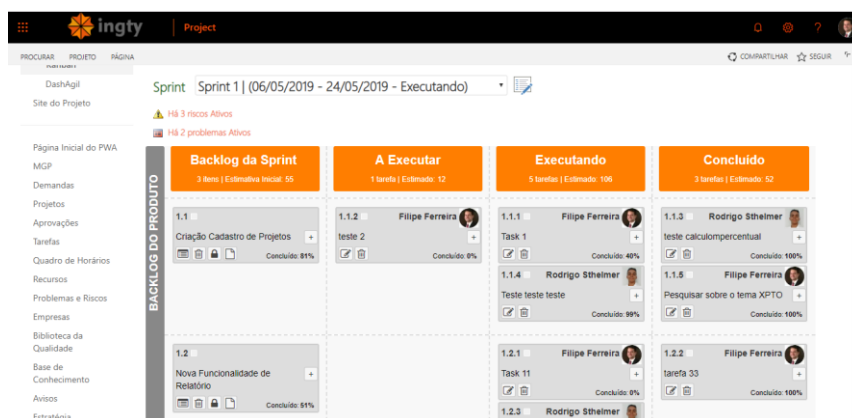 ingty
Project
PROCURAR PROJETO PÁGINA
COMPARTILHAR SEGUIR
Kanban
DashAgil
Site do Projeto
Página Inicial do PWA
MGP
Demandas
Projetos
Aprovações
Tarefas
Quadro de Horários
Recursos
Problemas e Riscos
Empresas
Biblioteca da
Qualidade
Base de
Conhecimento
Avisos
Estratégia
Sprint Sprint 1 | (06/05/2019 - 24/05/2019 - Executando)
Há 3 riscos Ativos
Há 2 problemas Ativos
BACKLOG DO PRODUTO
Backlog da Sprint
3 itens | Estimativa Inicial: 55
A Executar
1 tarefa | Estimado: 12
Executando
5 tarefas | Estimado: 106
Concluído
3 tarefas | Estimado: 52
1.1
Criação Cadastro de Projetos +
Concluído: 81%
1.1.2 Filipe Ferreira
teste 2 +
Concluído: 0%
1.1.1 Filipe Ferreira
Task 1 +
Concluído: 40%
1.1.4 Rodrigo Sthelmer
Teste teste teste +
Concluído: 99%
1.1.3 Rodrigo Sthelmer
teste calculompercentual +
Concluído: 100%
1.1.5 Filipe Ferreira
Pesquisar sobre o tema XPTO +
Concluído: 100%
1.2
Nova Funcionalidade de +
Relatório
Concluído: 51%
1.2.1 Filipe Ferreira
Task 11 +
Concluído: 0%
1.2.3 Rodrigo Sthelmer
1.2.2 Filipe Ferreira
tarefa 33 +
Concluído: 100%